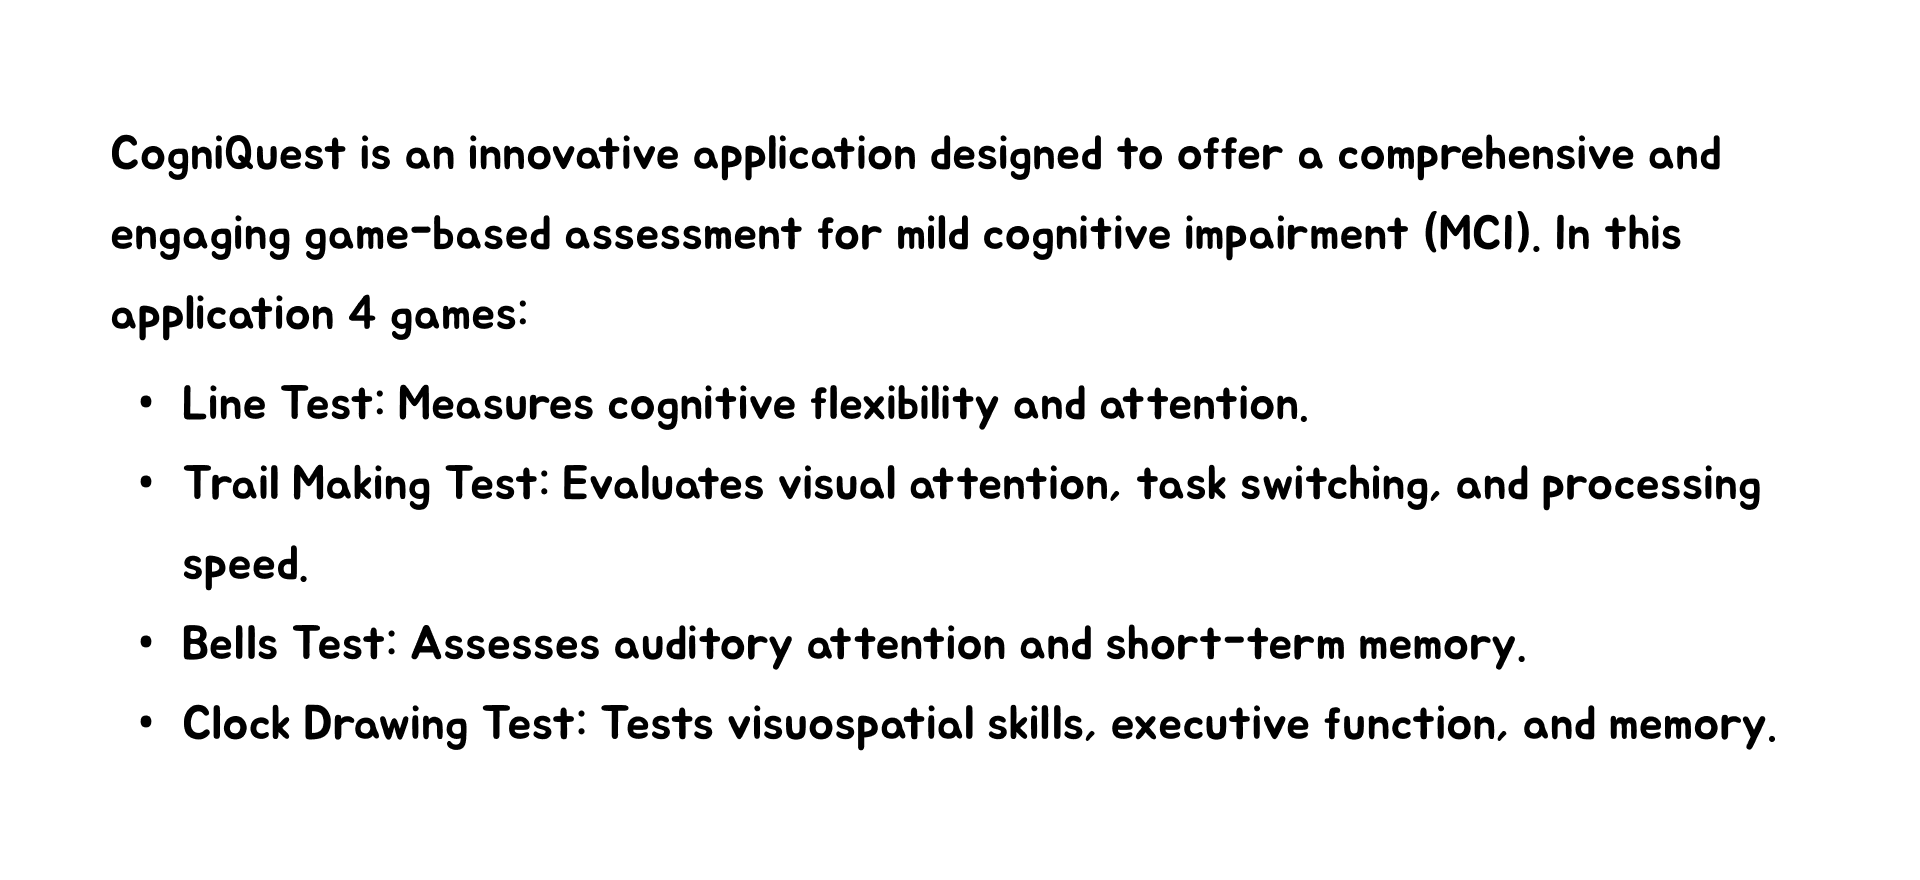 CogniQuest is an innovative application designed to offer a comprehensive and
engaging game-based assessment for mild cognitive impairment (MCI). In this
application 4 games:
• Line Test: Measures cognitive flexibility and attention.
• Trail Making Test: Evaluates visual attention, task switching, and processing
speed.
• Bells Test: Assesses auditory attention and short-term memory.
• Clock Drawing Test: Tests visuospatial skills, executive function, and memory.